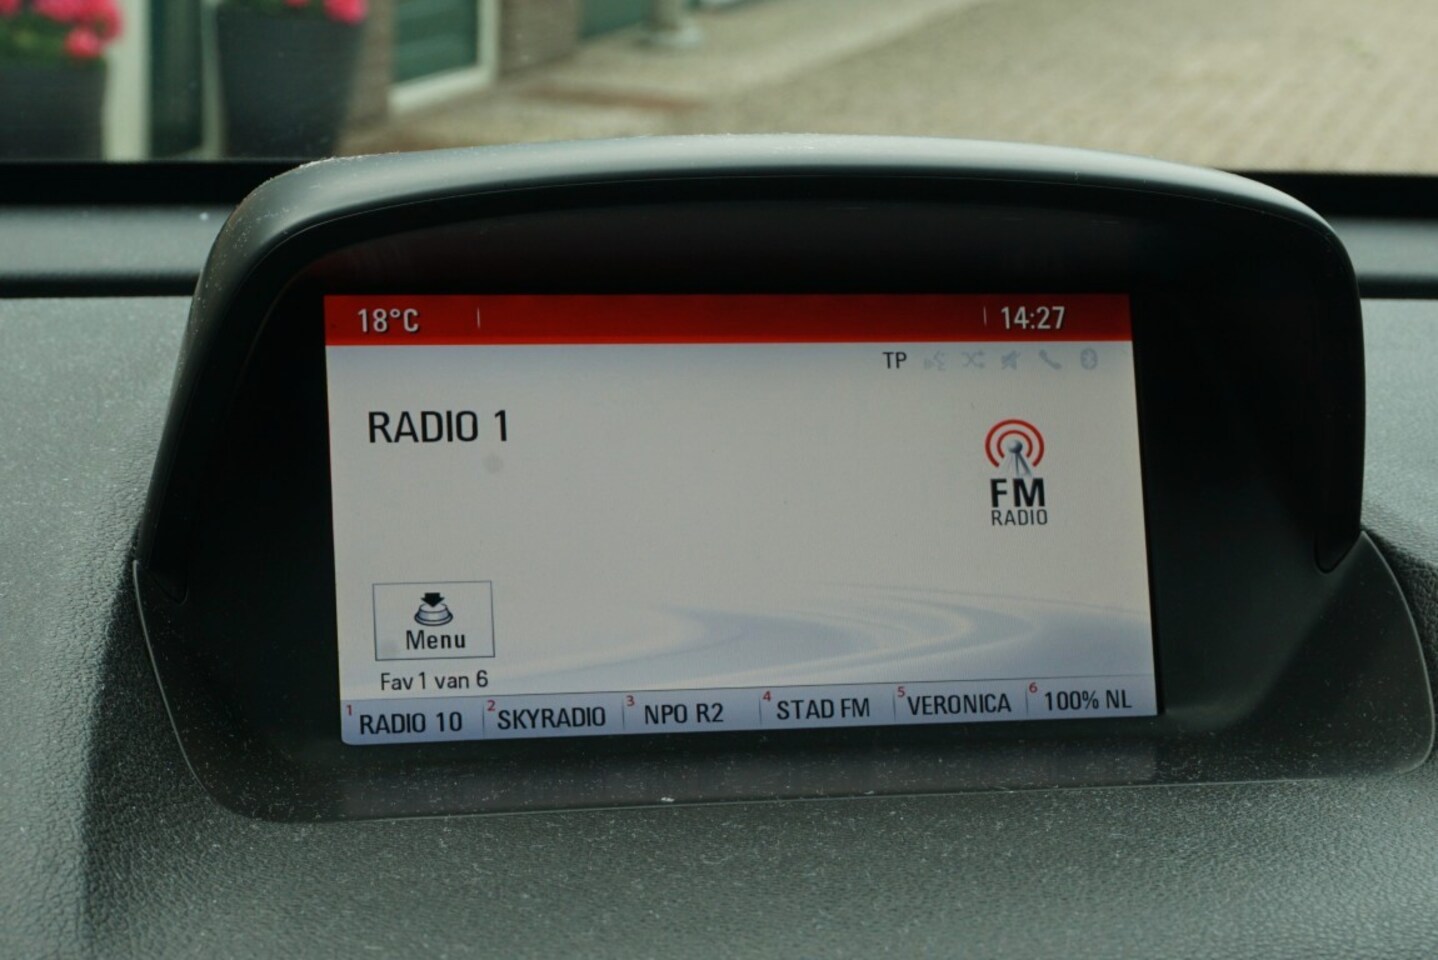 18°C 14:27
TP
RADIO 1
FM
RADIO
Menu
Fav 1 van 6
1 RADIO 10 2 SKYRADIO 3 NPO R2 4 STAD FM 5 VERONICA 6 100% NL